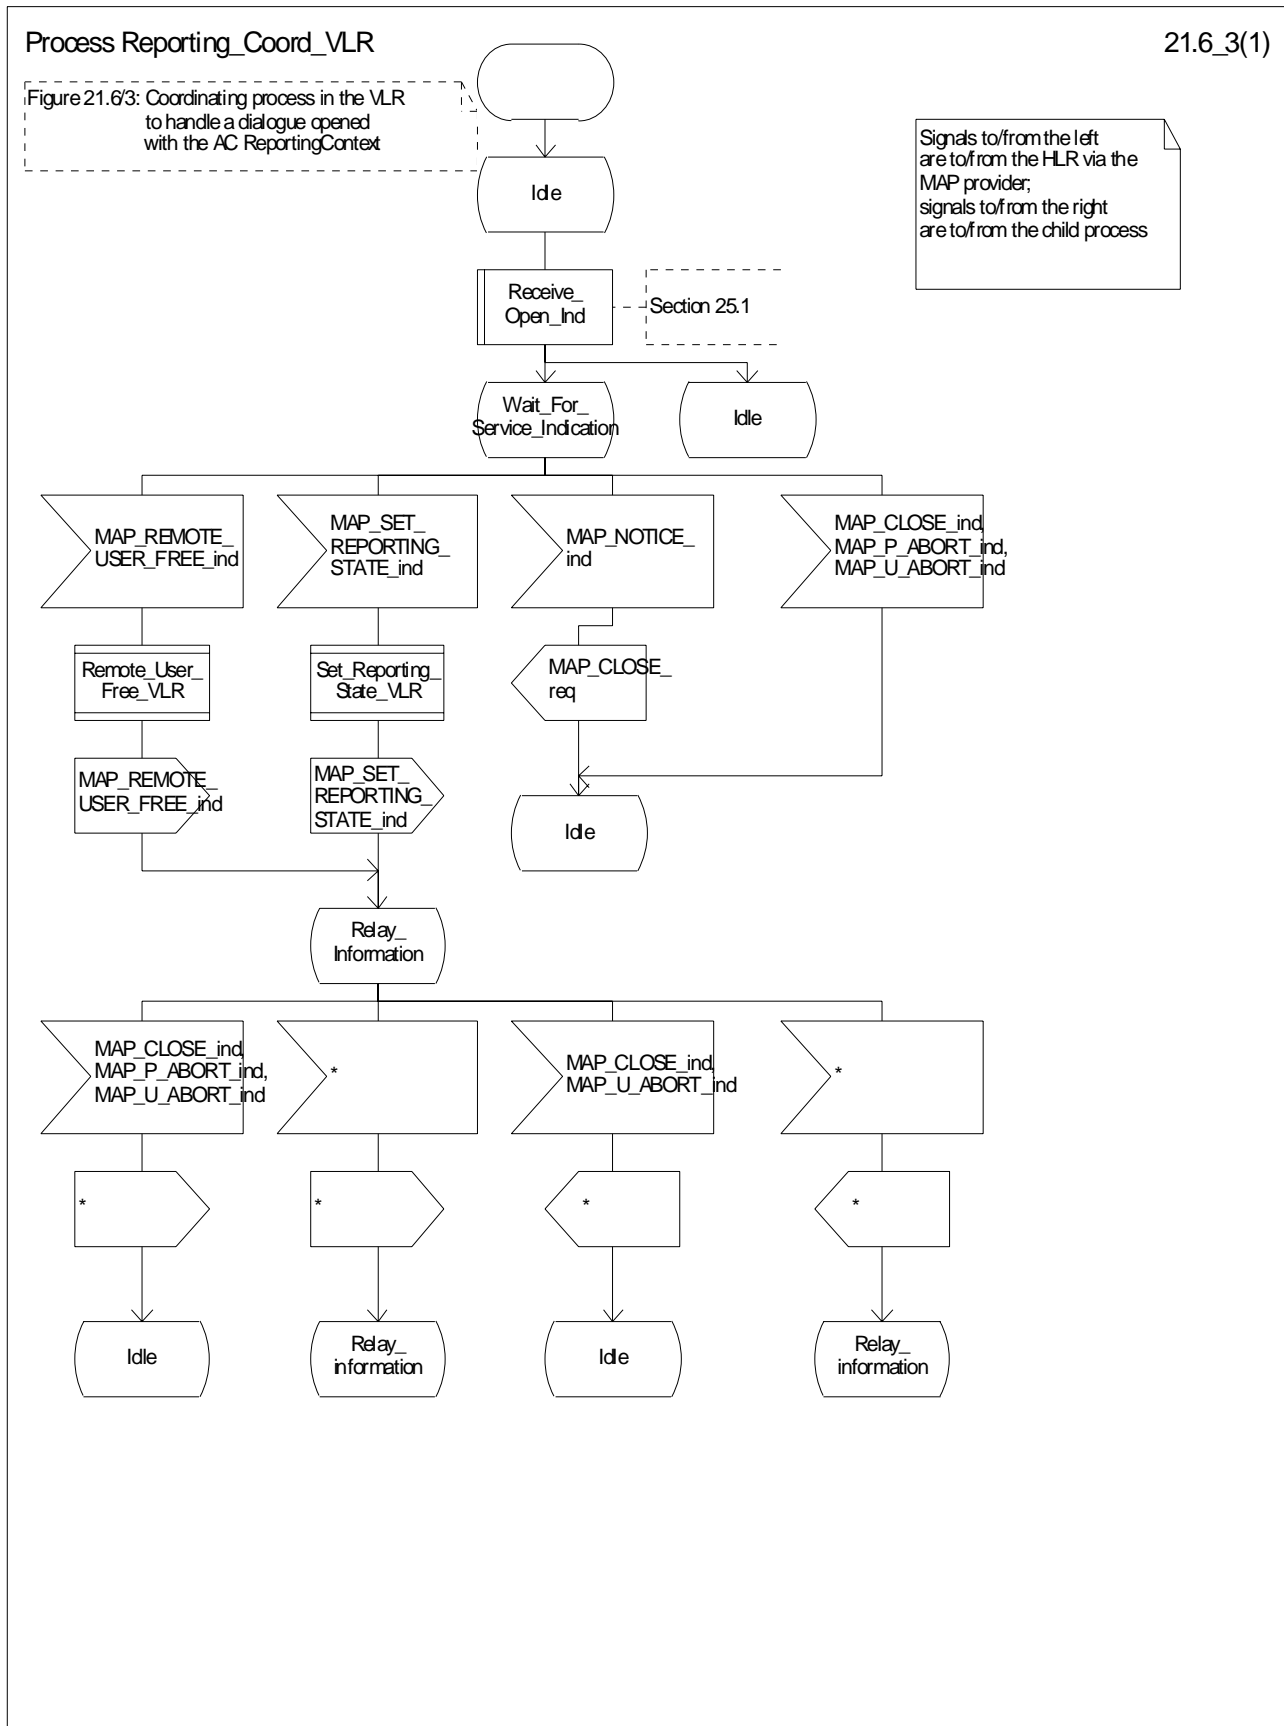 Process Reporting_Coord_VLR
21.6_3(1)
Figure 21.6/3: Coordinating process in the VLR
to handle a dialogue opened
with the AC ReportingContext
Signals to/from the left
are to/from the HLR via the
MAP provider;
signals to/from the right
are to/from the child process
Idle
Receive_
Open_Ind
Section 25.1
Wait_For_
Service_Indication
Idle
MAP_REMOTE_
USER_FREE_ind
MAP_SET_
REPORTING_
STATE_ind
MAP_NOTICE_
ind
MAP_CLOSE_ind,
MAP_P_ABORT_ind,
MAP_U_ABORT_ind
Remote_User_
Free_VLR
Set_Reporting_
State_VLR
MAP_CLOSE_
req
MAP_REMOTE_
USER_FREE_ind
MAP_SET_
REPORTING_
STATE_ind
Idle
Relay_
Information
MAP_CLOSE_ind,
MAP_P_ABORT_ind,
MAP_U_ABORT_ind
*
MAP_CLOSE_ind,
MAP_U_ABORT_ind
*
*
*
*
*
Idle
Relay_
information
Idle
Relay_
information